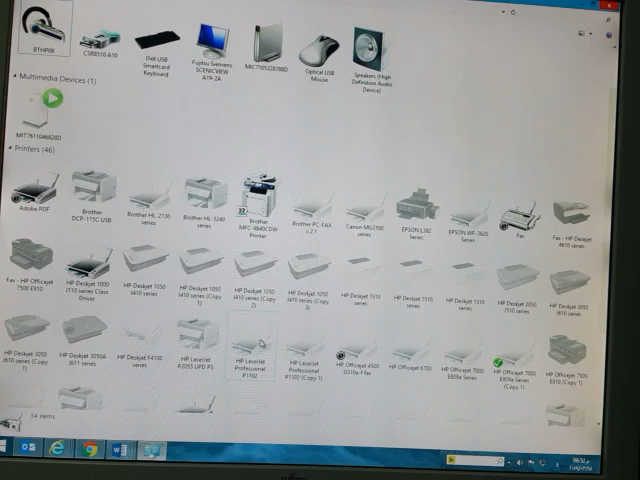 BTHP08
CSR8510 A10
Dell USB
Smartcard
Keyboard
Fujitsu Siemens
SCENICVIEW
A19-2A
MIC7105228788D
Optical USB
Mouse
Speakers (High
Definition Audio
Device)
Multimedia Devices (1)
MIT7611046828D
Printers (46)
Adobe PDF
Brother
DCP-115C USB
Brother HL-2130
series
Brother HL-3240
series
Brother
MFC-9840CDW
Printer
Brother PC-FAX
v.2.1
Canon MG3100
series
EPSON L382
Series
EPSON WF-3620
Series
Fax
Fax - HP Deskjet
4610 series
Fax - HP Officejet
7500 E910
HP Deskjet 1000
J110 series Class
Driver
HP Deskjet 1050
J410 series
HP Deskjet 1050
J410 series (Copy
1)
HP Deskjet 1050
J410 series (Copy
2)
HP Deskjet 1050
J410 series (Copy
3)
HP Deskjet 1510
series
HP Deskjet 1510
series
HP Deskjet 1510
series
HP Deskjet 2050
J510 series
HP Deskjet 3050
J610 series
HP Deskjet 3050
J610 series (Copy
1)
HP Deskjet 3050A
J611 series
HP Deskjet F4100
series
HP LaserJet
P2055 UPD PS
HP LaserJet
Professional
P1102
HP LaserJet
Professional
P1102 (Copy 1)
HP Officejet 4500
G510a-f Fax
HP Officejet 6700
HP Officejet 7000
E809a Series
HP Officejet 7000
E809a Series
(Copy 1)
HP Officejet 7500
E910 (Copy 1)
54 items